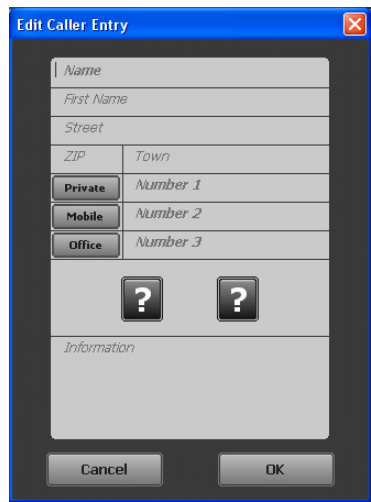 Edit Caller Entry
Name
First Name
Street
ZIP Town
Private Number 1
Mobile Number 2
Office Number 3
? ?
Information
Cancel OK